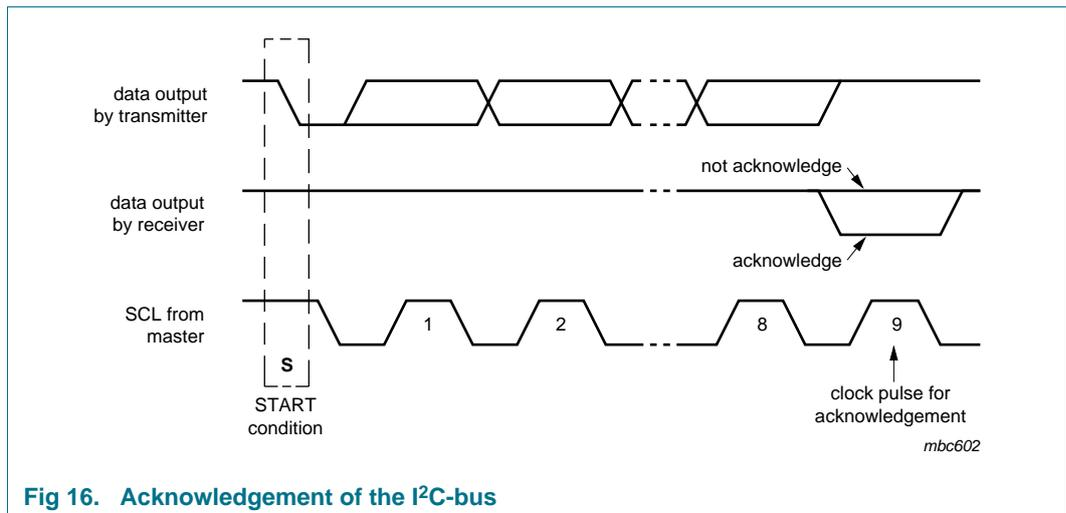 data output
by transmitter
not acknowledge
data output
by receiver
acknowledge
SCL from
master
1
2
8
9
S
START
condition
clock pulse for
acknowledgement
mbc602
Fig 16. Acknowledgement of the I²C-bus